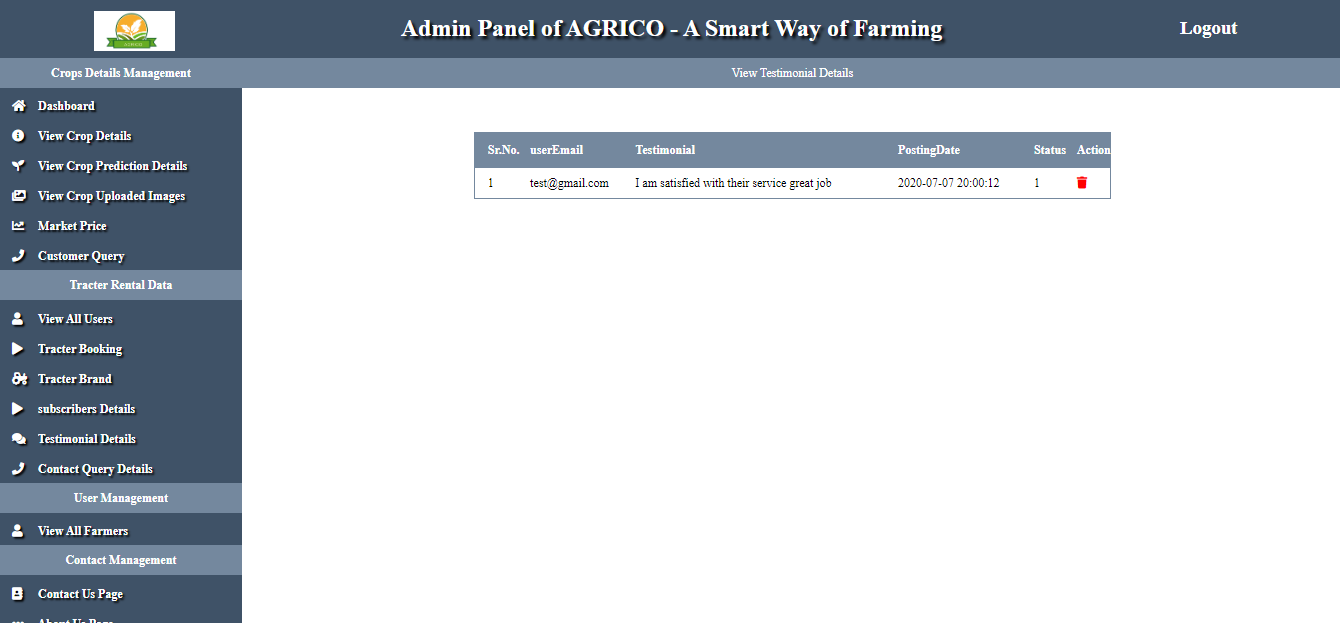 Admin Panel of AGRICO - A Smart Way of Farming
Logout
Crops Details Management
View Testimonial Details
Dashboard
View Crop Details
View Crop Prediction Details
View Crop Uploaded Images
Market Price
Customer Query
Tracter Rental Data
View All Users
Tracter Booking
Tracter Brand
subscribers Details
Testimonial Details
Contact Query Details
User Management
View All Farmers
Contact Management
Contact Us Page
About Us Page
Sr.No. userEmail Testimonial PostingDate Status Action
1 test@gmail.com I am satisfied with their service great job 2020-07-07 20:00:12 1